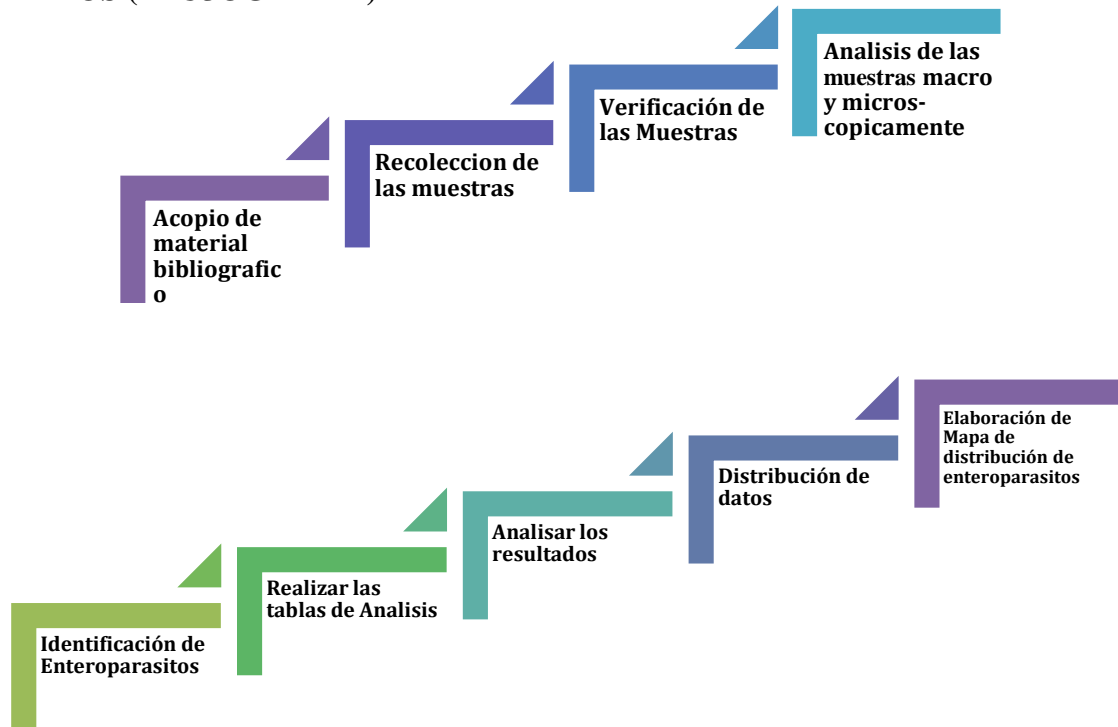 Acopio de
material
bibliografic
o
Recoleccion de
las muestras
Verificación de
las Muestras
Analisis de las
muestras macro
y micros-
copicamente
Identificación de
Enteroparasitos
Realizar las
tablas de Analisis
Analisar los
resultados
Distribución de
datos
Elaboración de
Mapa de
distribución de
enteroparasitos